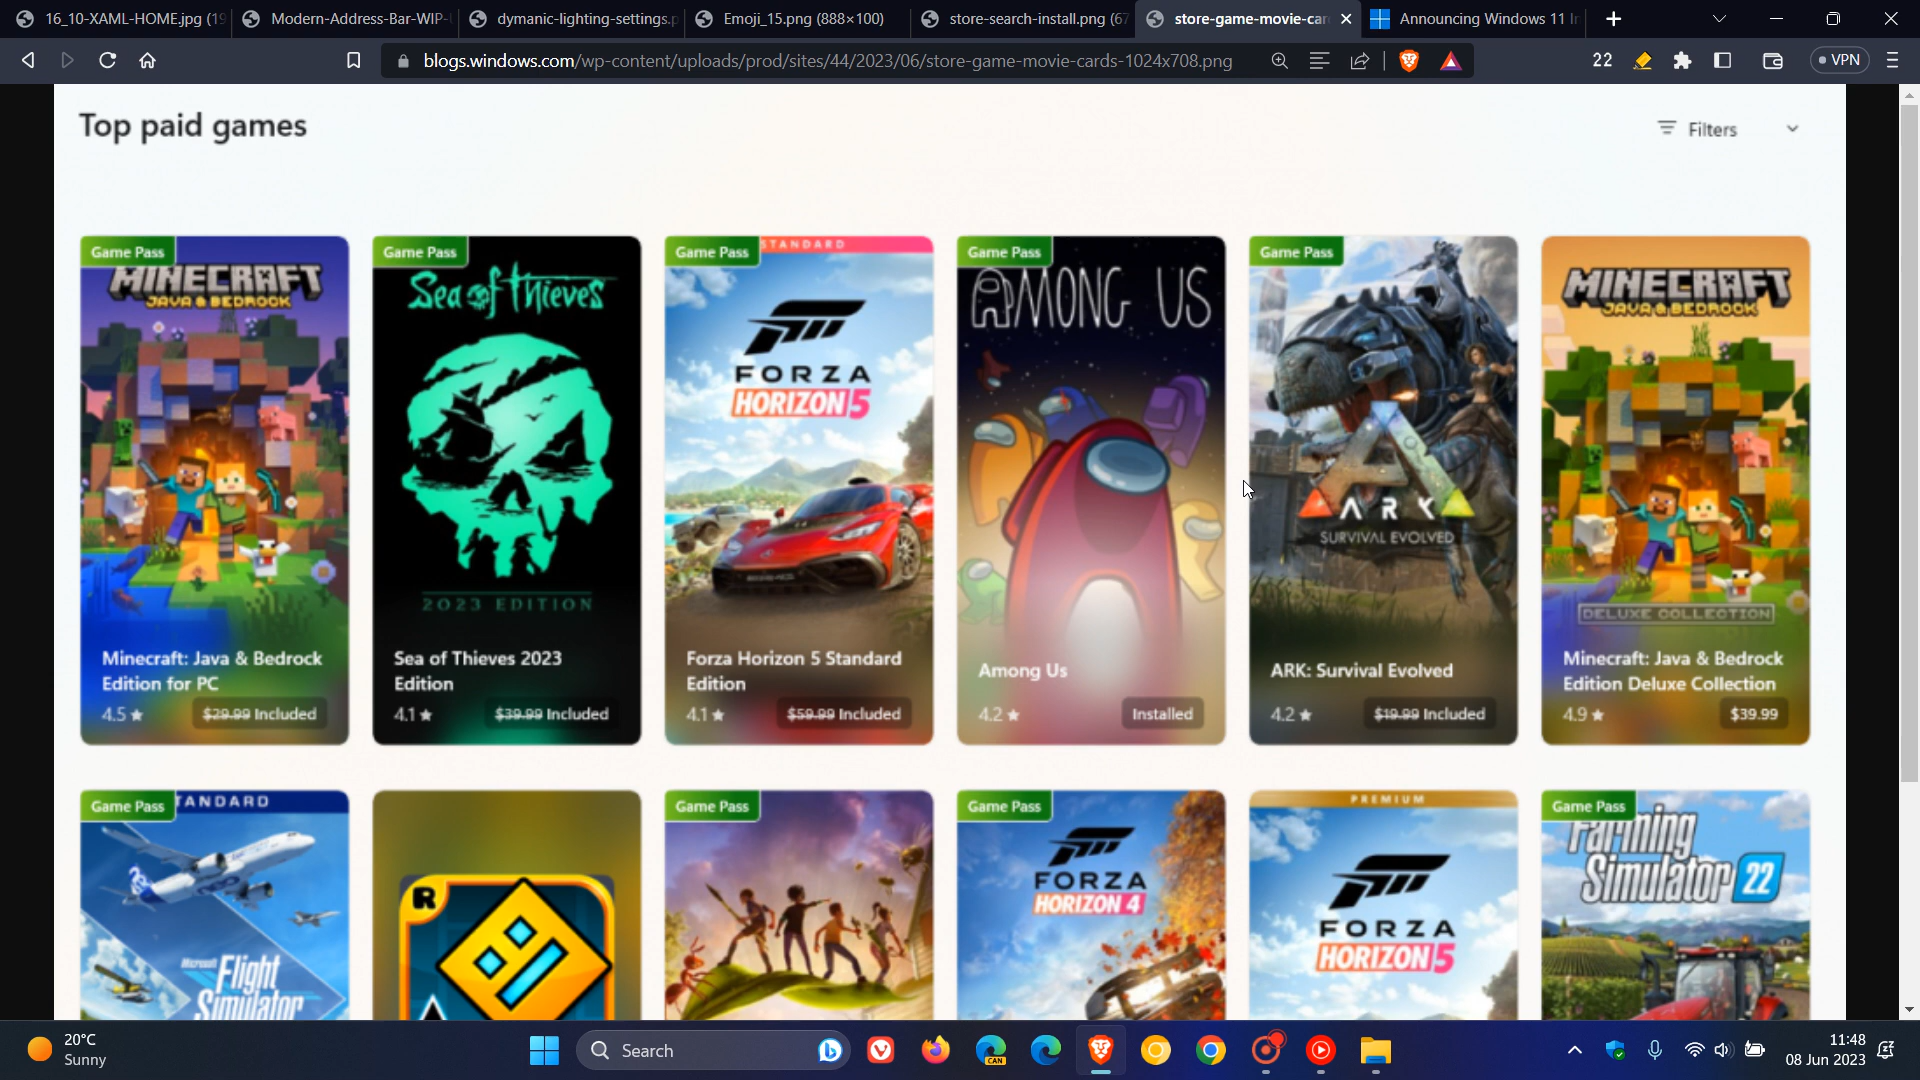 16_10-XAML-HOME.jpg (19
Modern-Address-Bar-WIP-
dymanic-lighting-settings.p
Emoji_15.png (888×100)
store-search-install.png (67
store-game-movie-car
Announcing Windows 11 In
blogs.windows.com/wp-content/uploads/prod/sites/44/2023/06/store-game-movie-cards-1024x708.png
22
VPN
Top paid games
Filters
Game Pass
MINECRAFT
JAVA & BEDROCK
Minecraft: Java & Bedrock
Edition for PC
4.5★
$29.99 Included
Game Pass
Sea of Thieves
2023 EDITION
Sea of Thieves 2023
Edition
4.1★
$39.99 Included
Game Pass
STANDARD
FORZA
HORIZON 5
Forza Horizon 5 Standard
Edition
4.1★
$59.99 Included
Game Pass
AMONG US
Among Us
4.2★
Installed
Game Pass
ARK
SURVIVAL EVOLVED
ARK: Survival Evolved
4.2★
$19.99 Included
MINECRAFT
JAVA & BEDROCK
DELUXE COLLECTION
Minecraft: Java & Bedrock
Edition Deluxe Collection
4.9★
$39.99
Game Pass
TANDARD
Microsoft
Flight
Simulator
R
Game Pass
Game Pass
FORZA
HORIZON 4
PREMIUM
FORZA
HORIZON 5
Game Pass
Farming
Simulator 22
20°C
Sunny
Search
CAN
11:48
08 Jun 2023